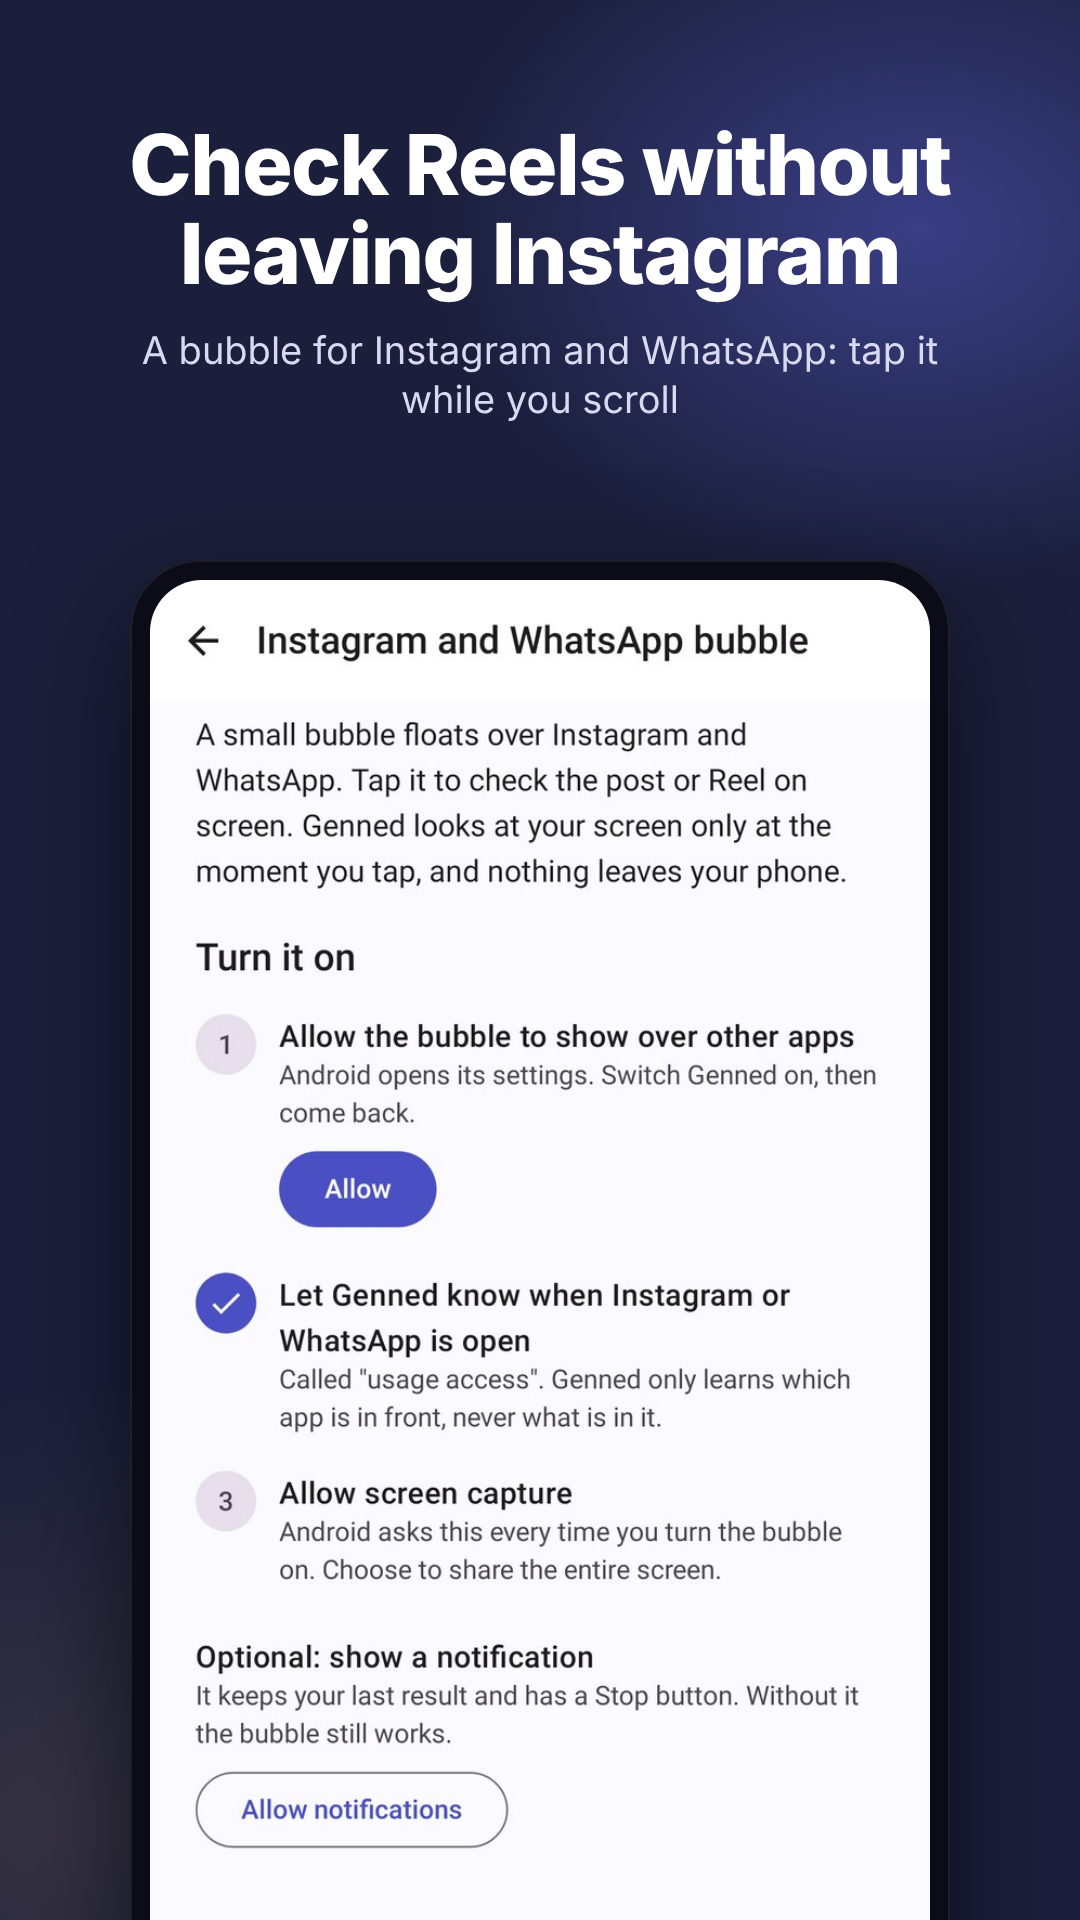 Check Reels without
leaving Instagram
A bubble for Instagram and WhatsApp: tap it
while you scroll
Instagram and WhatsApp bubble
A small bubble floats over Instagram and
WhatsApp. Tap it to check the post or Reel on
screen. Genned looks at your screen only at the
moment you tap, and nothing leaves your phone.
Turn it on
1
Allow the bubble to show over other apps
Android opens its settings. Switch Genned on, then
come back.
Allow
Let Genned know when Instagram or
WhatsApp is open
Called "usage access". Genned only learns which
app is in front, never what is in it.
3
Allow screen capture
Android asks this every time you turn the bubble
on. Choose to share the entire screen.
Optional: show a notification
It keeps your last result and has a Stop button. Without it
the bubble still works.
Allow notifications